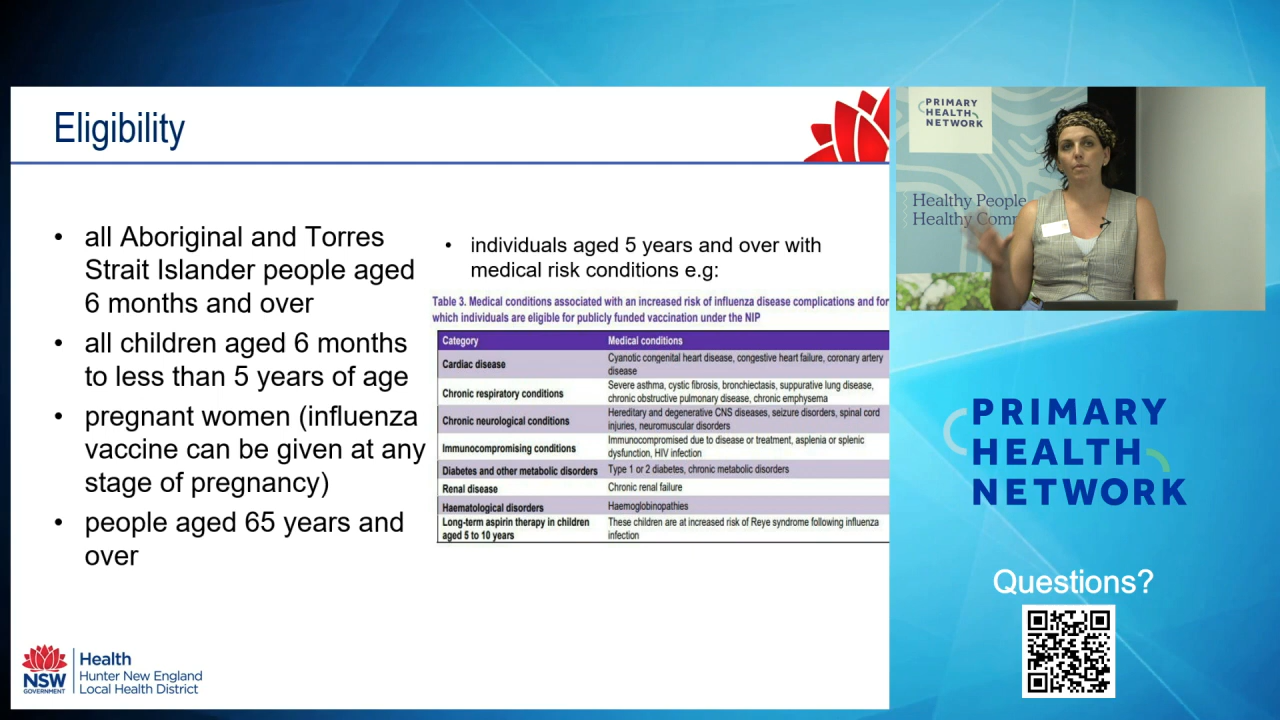 Eligibility
• all Aboriginal and Torres
Strait Islander people aged
6 months and over
• all children aged 6 months
to less than 5 years of age
• pregnant women (influenza
vaccine can be given at any
stage of pregnancy)
• people aged 65 years and
over
• individuals aged 5 years and over with
medical risk conditions e.g:
Table 3. Medical conditions associated with an increased risk of influenza disease complications and for
which individuals are eligible for publicly funded vaccination under the NIP
Category Medical conditions
Cardiac disease Cyanotic congenital heart disease, congestive heart failure, coronary artery
disease
Chronic respiratory conditions Severe asthma, cystic fibrosis, bronchiectasis, suppurative lung disease,
chronic obstructive pulmonary disease, chronic emphysema
Chronic neurological conditions Hereditary and degenerative CNS diseases, seizure disorders, spinal cord
injuries, neuromuscular disorders
Immunocompromising conditions Immunocompromised due to disease or treatment, asplenia or splenic
dysfunction, HIV infection
Diabetes and other metabolic disorders Type 1 or 2 diabetes, chronic metabolic disorders
Renal disease Chronic renal failure
Haematological disorders Haemoglobinopathies
Long-term aspirin therapy in children These children are at increased risk of Reye syndrome following influenza
aged 5 to 10 years infection
NSW
GOVERNMENT
Health
Hunter New England
Local Health District
PRIMARY
HEALTH
NETWORK
Healthy People
Healthy Com
PRIMARY
HEALTH
NETWORK
Questions?